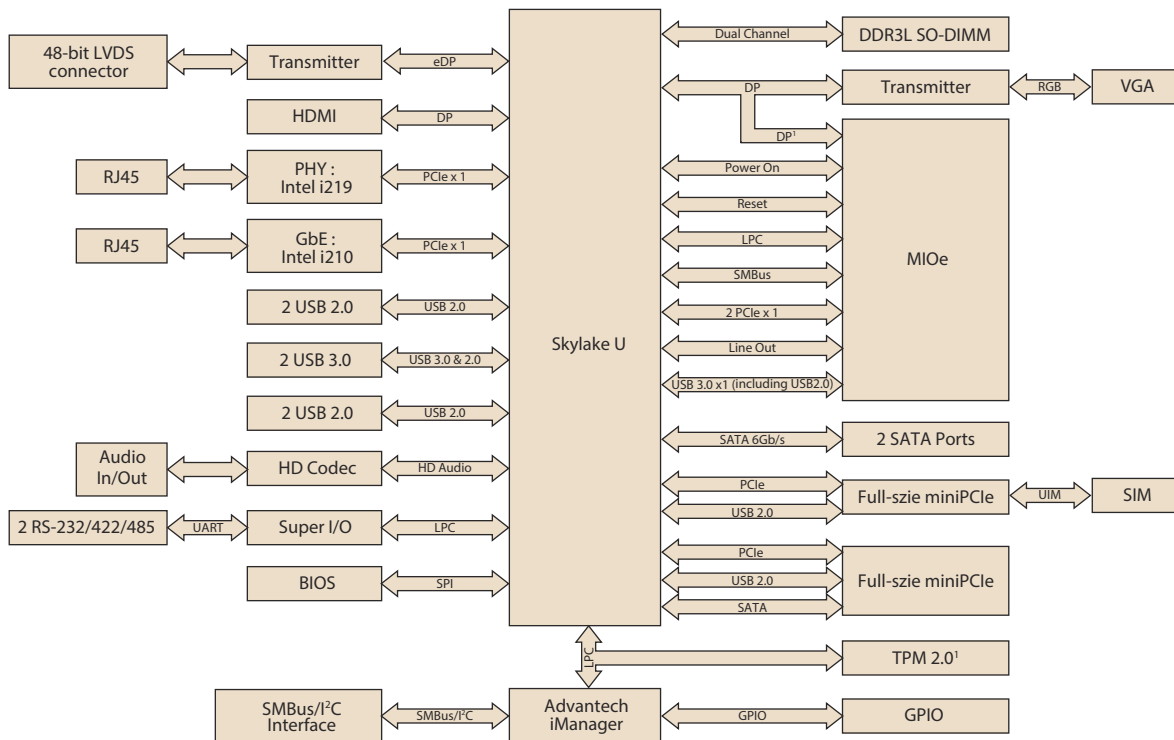 48-bit LVDS
connector
Transmitter
eDP
HDMI
DP
RJ45
PHY :
Intel i219
PCIe x 1
RJ45
GbE :
Intel i210
PCIe x 1
2 USB 2.0
USB 2.0
2 USB 3.0
USB 3.0 & 2.0
2 USB 2.0
USB 2.0
Audio
In/Out
HD Codec
HD Audio
2 RS-232/422/485
UART
Super I/O
LPC
BIOS
SPI
Skylake U
Dual Channel
DDR3L SO-DIMM
DP
Transmitter
RGB
VGA
DP¹
Power On
Reset
LPC
SMBus
2 PCIe x 1
Line Out
USB 3.0 x1 (including USB2.0)
MIOe
SATA 6Gb/s
2 SATA Ports
PCIe
USB 2.0
Full-szie miniPCIe
UIM
SIM
PCIe
USB 2.0
SATA
Full-szie miniPCIe
LPC
TPM 2.0¹
SMBus/I²C
Interface
SMBus/I²C
Advantech
iManager
GPIO
GPIO